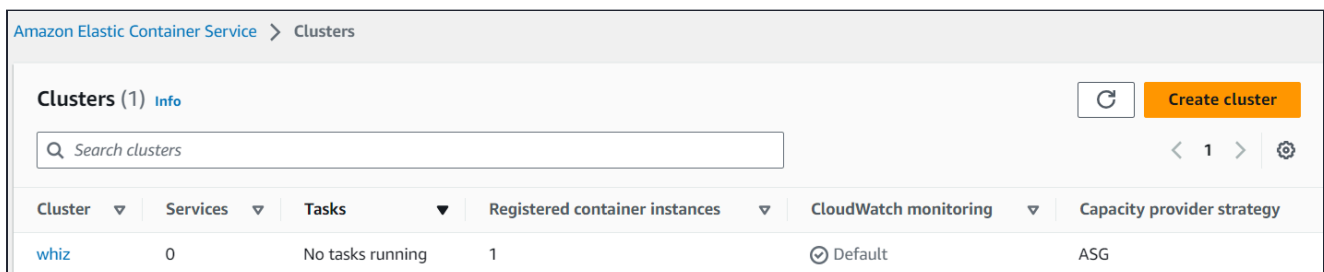 Amazon Elastic Container Service > Clusters
Clusters (1) Info
Create cluster
Search clusters
< 1 >
Cluster Services Tasks Registered container instances CloudWatch monitoring Capacity provider strategy
whiz 0 No tasks running 1 Default ASG